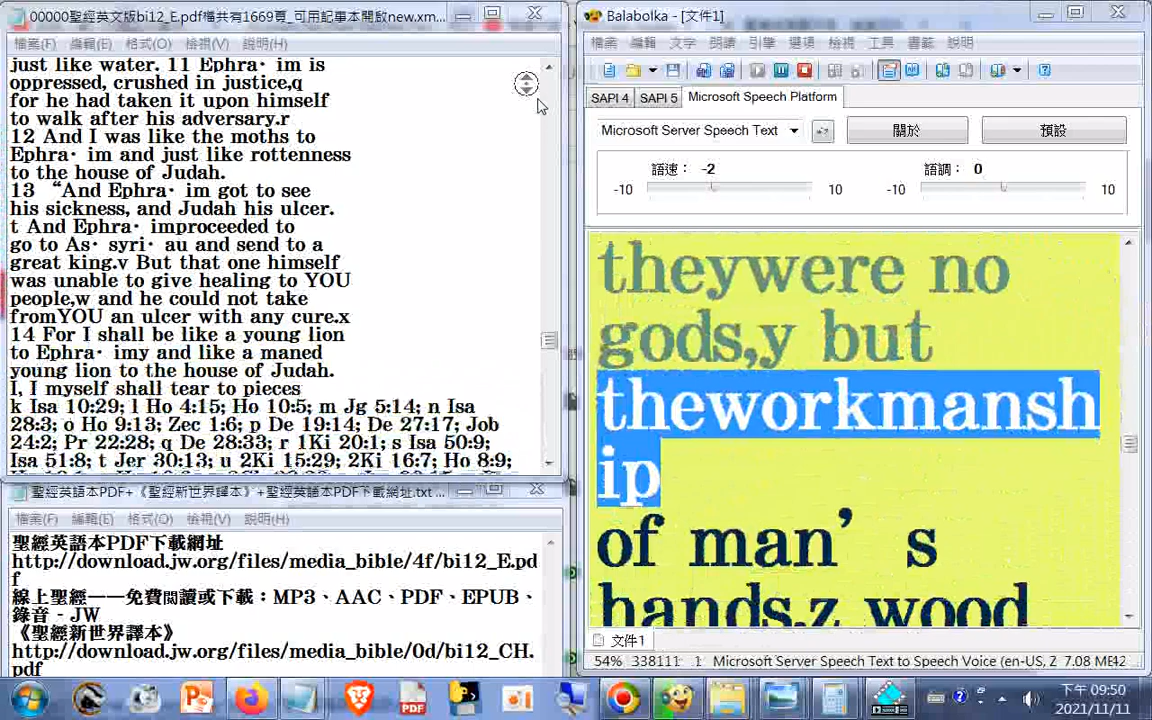 00000聖經英文版bi12_E.pdf檔共有1669頁_可用記事本開啟new.xm...
檔案(F) 編輯(E) 格式(O) 檢視(V) 說明(H)
just like water. 11 Ephra· im is
oppressed, crushed in justice,q
for he had taken it upon himself
to walk after his adversary.r
12 And I was like the moths to
Ephra· im and just like rottenness
to the house of Judah.
13 “And Ephra· im got to see
his sickness, and Judah his ulcer.
t And Ephra· improceeded to
go to As· syri· au and send to a
great king.v But that one himself
was unable to give healing to YOU
people,w and he could not take
fromYOU an ulcer with any cure.x
14 For I shall be like a young lion
to Ephra· imy and like a maned
young lion to the house of Judah.
I, I myself shall tear to pieces
k Isa 10:29; l Ho 4:15; Ho 10:5; m Jg 5:14; n Isa
28:3; o Ho 9:13; Zec 1:6; p De 19:14; De 27:17; Job
24:2; Pr 22:28; q De 28:33; r 1Ki 20:1; s Isa 50:9;
Isa 51:8; t Jer 30:13; u 2Ki 15:29; 2Ki 16:7; Ho 8:9;
聖經英語本PDF+《聖經新世界譯本》+聖經英語本PDF下載網址.txt ...
檔案(F) 編輯(E) 格式(O) 檢視(V) 說明(H)
聖經英語本PDF下載網址
http://download.jw.org/files/media_bible/4f/bi12_E.pd
f
線上聖經——免費閱讀或下載：MP3、AAC、PDF、EPUB、
錄音 - JW
《聖經新世界譯本》
http://download.jw.org/files/media_bible/0d/bi12_CH.
pdf
Balabolka - [文件1]
檔案 編輯 文字 朗讀 引擎 選項 檢視 工具 書籤 說明
SAPI 4 SAPI 5 Microsoft Speech Platform
Microsoft Server Speech Text 關於 預設
語速： -2 語調： 0
-10 10 -10 10
theywere no
gods,y but
theworkmansh
ip
of man’ s
hands,z wood
文件1
54% 338111 1 Microsoft Server Speech Text to Speech Voice (en-US, Z 7.08 ME42
下午 09:50
2021/11/11